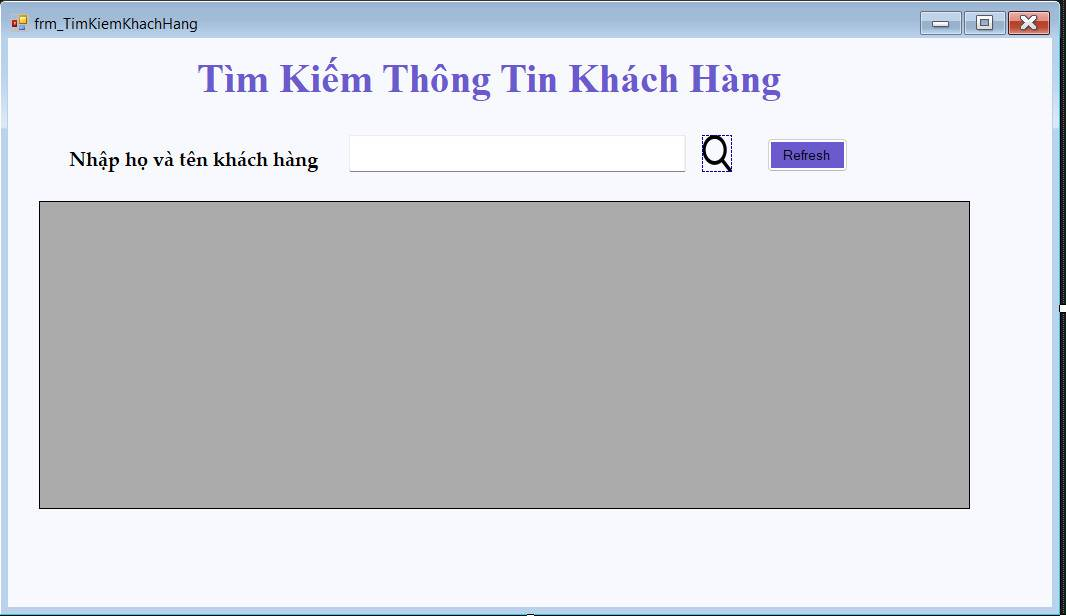 frm_TimKiemKhachHang
Tìm Kiếm Thông Tin Khách Hàng
Nhập họ và tên khách hàng
Refresh